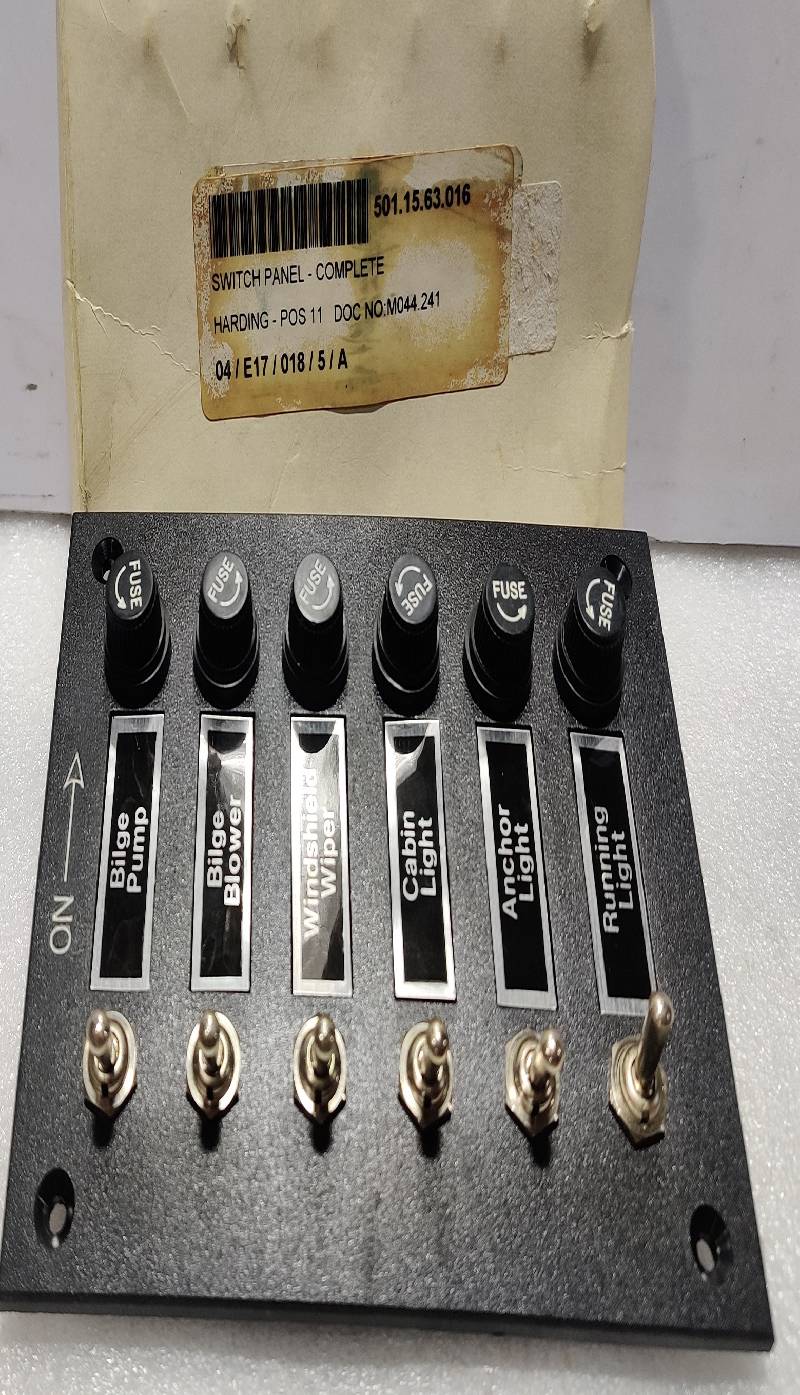 501.15.63.016
SWITCH PANEL - COMPLETE
HARDING - POS 11 DOC NO:M044.241
04 / E17 / 018 / 5 / A
FUSE
FUSE
FUSE
FUSE
FUSE
FUSE
ON
Bilge
Pump
Bilge
Blower
Windshield
Wiper
Cabin
Light
Anchor
Light
Running
Light